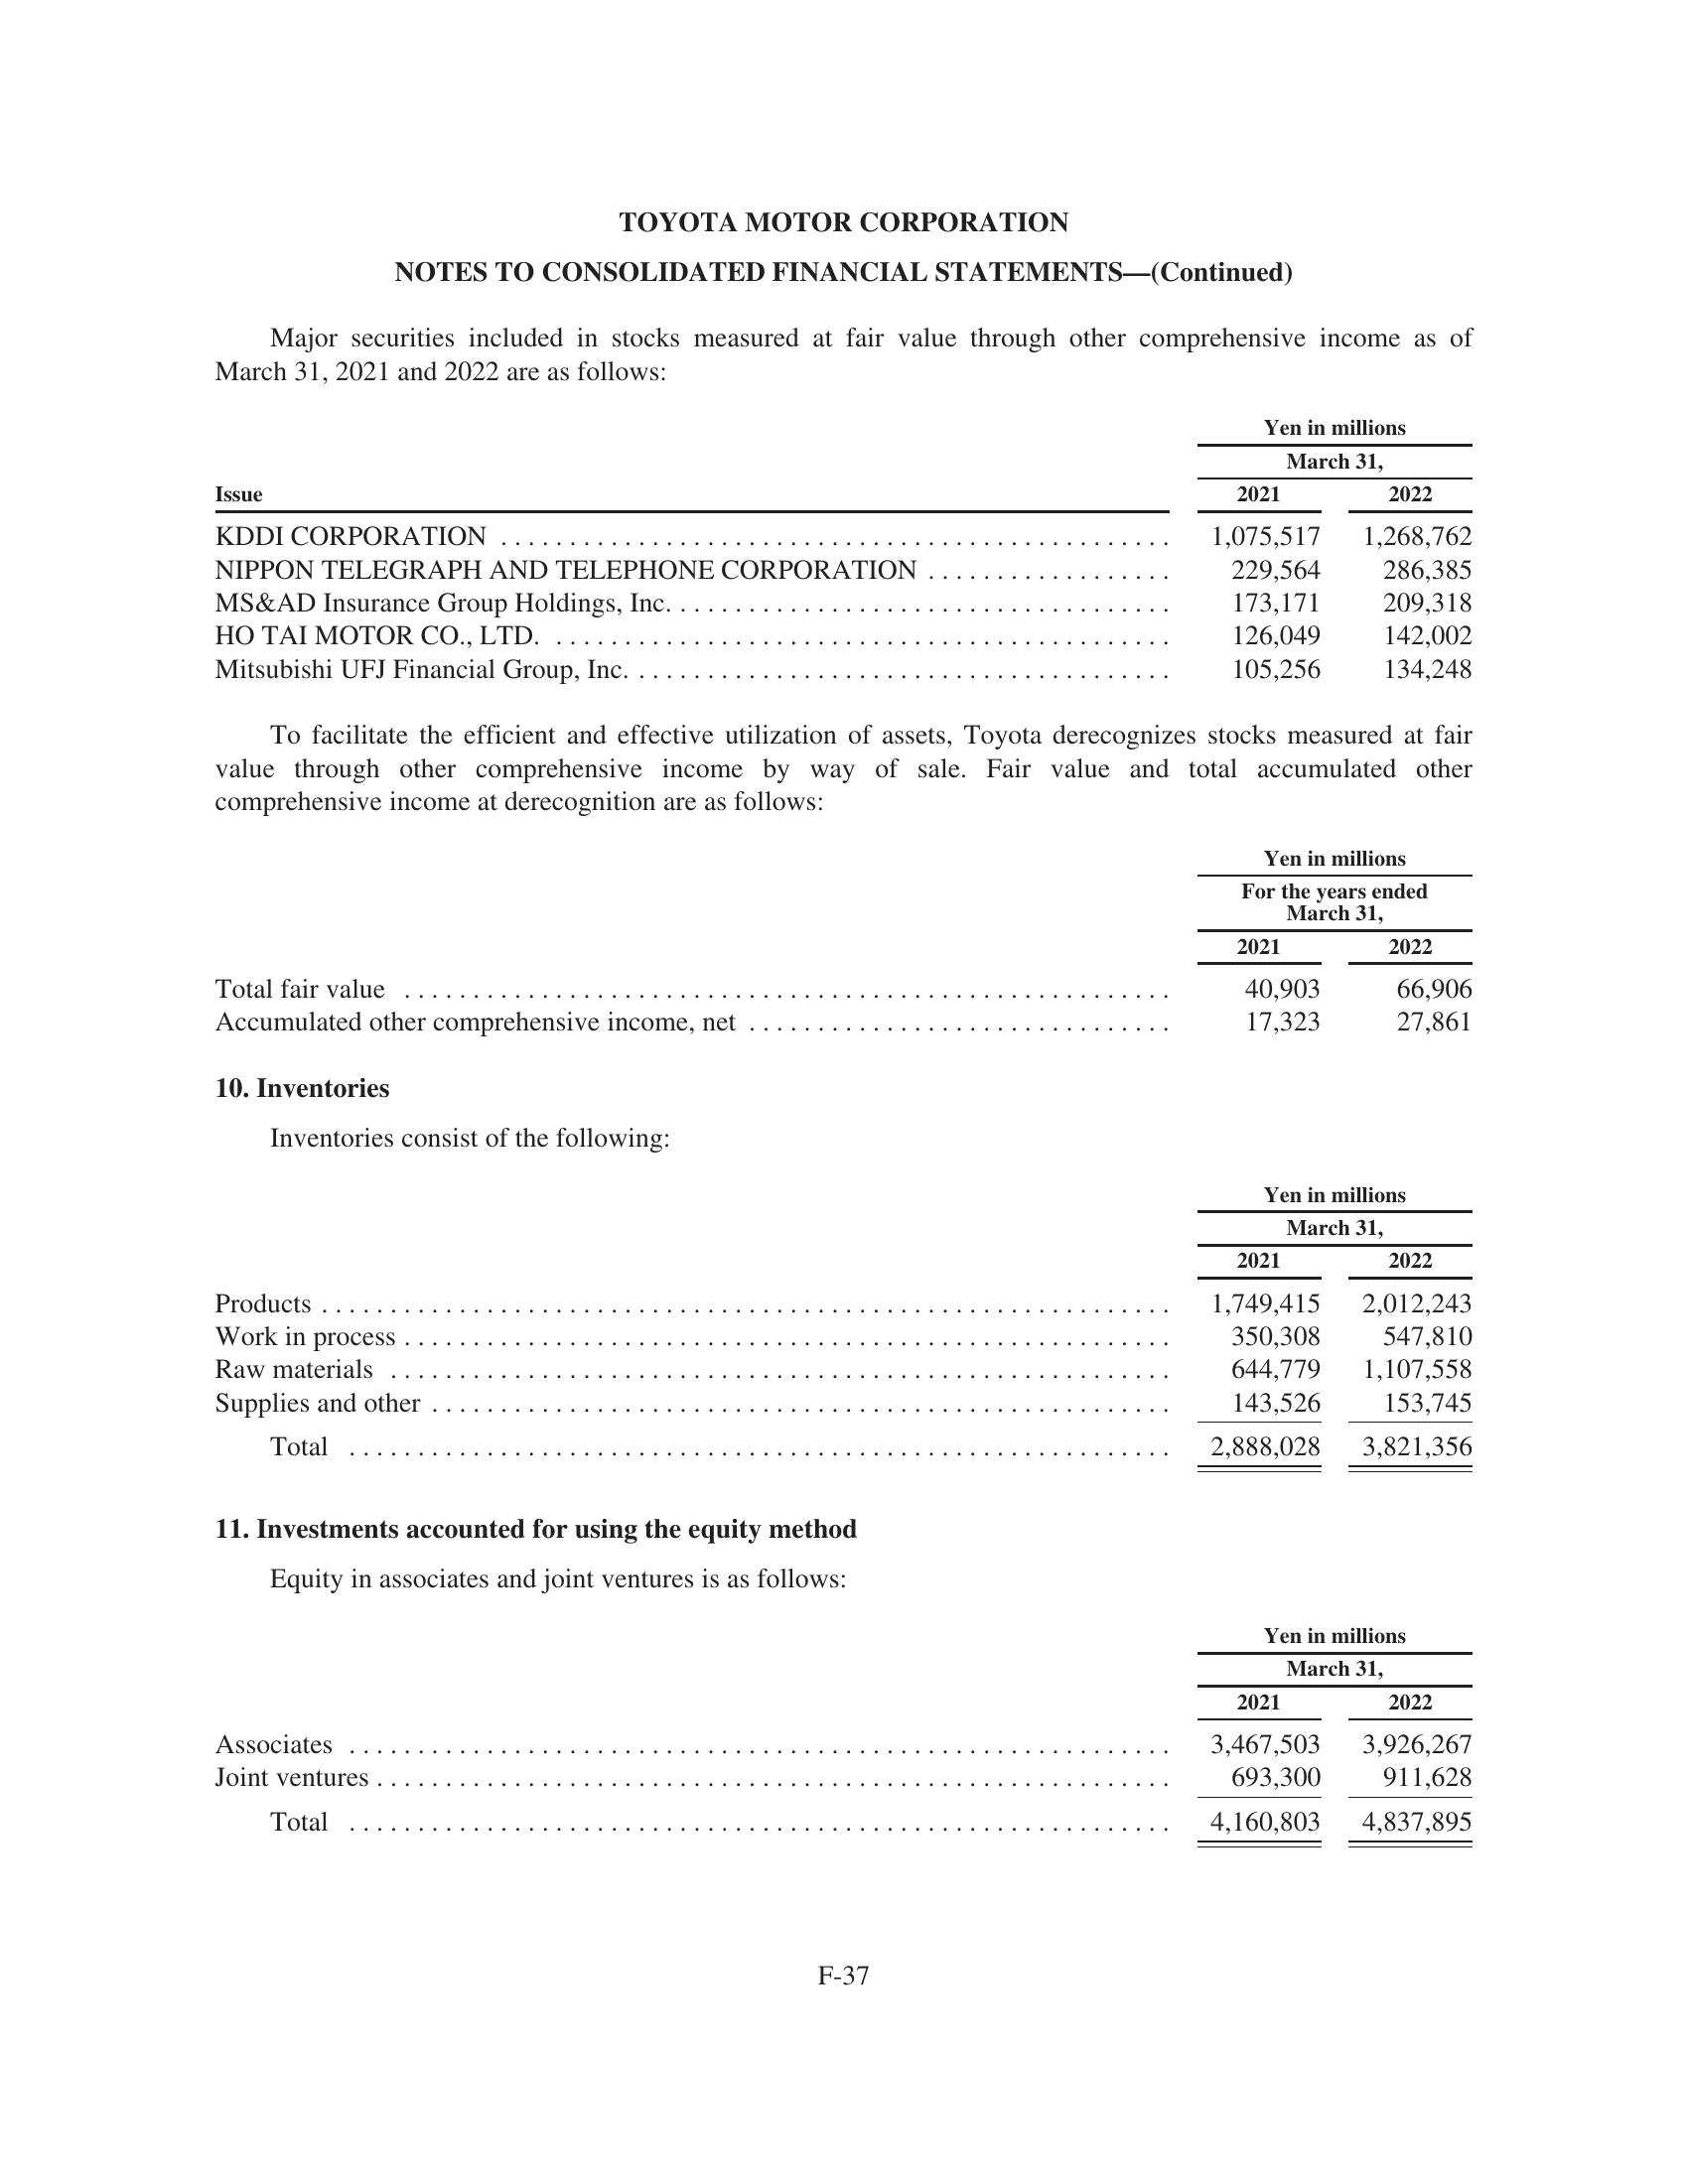 TOYOTA MOTOR CORPORATION
NOTES TO CONSOLIDATED FINANCIAL STATEMENTS—(Continued)
Major securities included in stocks measured at fair value through other comprehensive income as of
March 31, 2021 and 2022 are as follows:
Yen in millions
March 31,
Issue 2021 2022
KDDI CORPORATION 1,075,517 1,268,762
NIPPON TELEGRAPH AND TELEPHONE CORPORATION 229,564 286,385
MS&AD Insurance Group Holdings, Inc. 173,171 209,318
HO TAI MOTOR CO., LTD. 126,049 142,002
Mitsubishi UFJ Financial Group, Inc. 105,256 134,248
To facilitate the efficient and effective utilization of assets, Toyota derecognizes stocks measured at fair
value through other comprehensive income by way of sale. Fair value and total accumulated other
comprehensive income at derecognition are as follows:
Yen in millions
For the years ended
March 31,
2021 2022
Total fair value 40,903 66,906
Accumulated other comprehensive income, net 17,323 27,861
10. Inventories
Inventories consist of the following:
Yen in millions
March 31,
2021 2022
Products 1,749,415 2,012,243
Work in process 350,308 547,810
Raw materials 644,779 1,107,558
Supplies and other 143,526 153,745
Total 2,888,028 3,821,356
11. Investments accounted for using the equity method
Equity in associates and joint ventures is as follows:
Yen in millions
March 31,
2021 2022
Associates 3,467,503 3,926,267
Joint ventures 693,300 911,628
Total 4,160,803 4,837,895
F-37